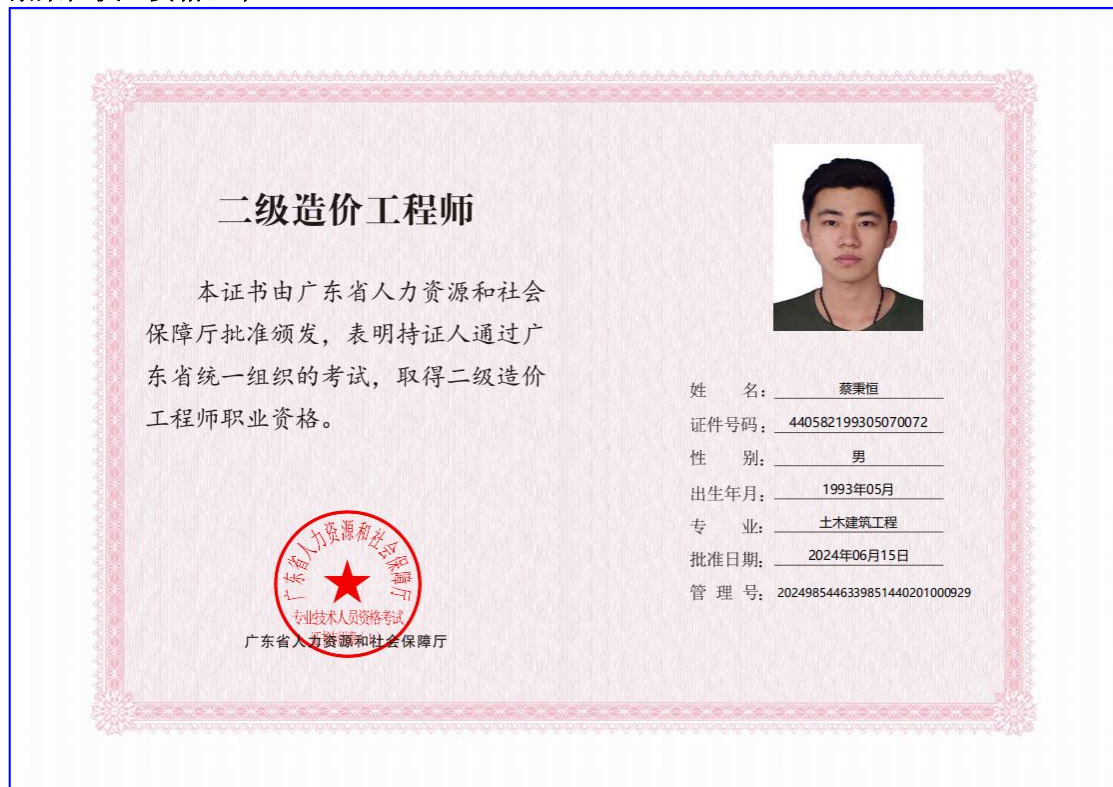 二级造价工程师
本证书由广东省人力资源和社会
保障厅批准颁发，表明持证人通过广
东省统一组织的考试，取得二级造价
工程师职业资格。
姓　　名：蔡秉恒
证件号码：440582199305070072
性　　别：男
出生年月：1993年05月
专　　业：土木建筑工程
批准日期：2024年06月15日
管 理 号：20249854463398514402010009​29
广东省人力资源和社会保障厅
专业技术人员资格考试
广东省人力资源和社会保障厅